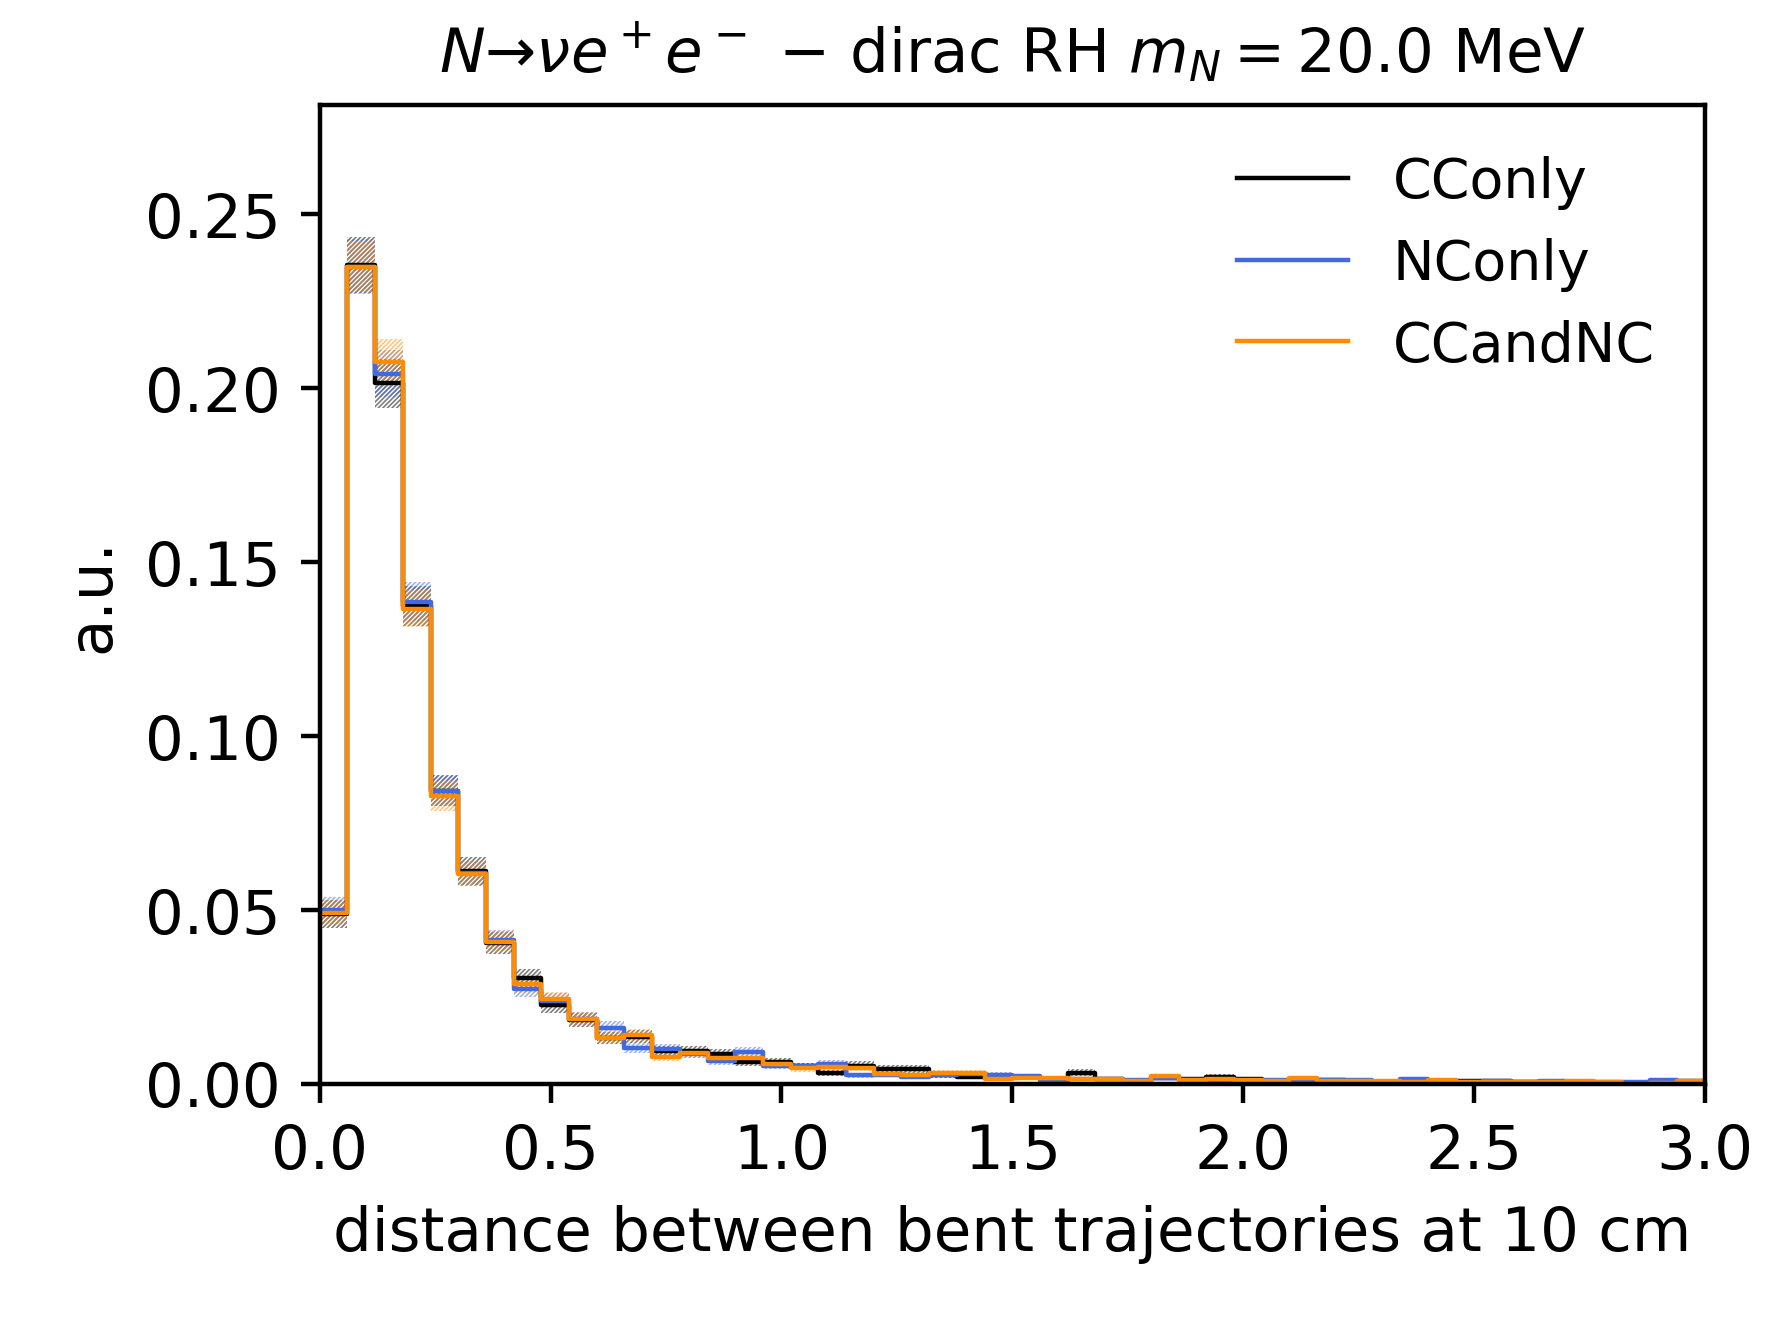 N→νe⁺e⁻ − dirac RH m_N = 20.0 MeV
CConly
NConly
CCandNC
a.u.
0.25
0.20
0.15
0.10
0.05
0.00
0.0 0.5 1.0 1.5 2.0 2.5 3.0
distance between bent trajectories at 10 cm